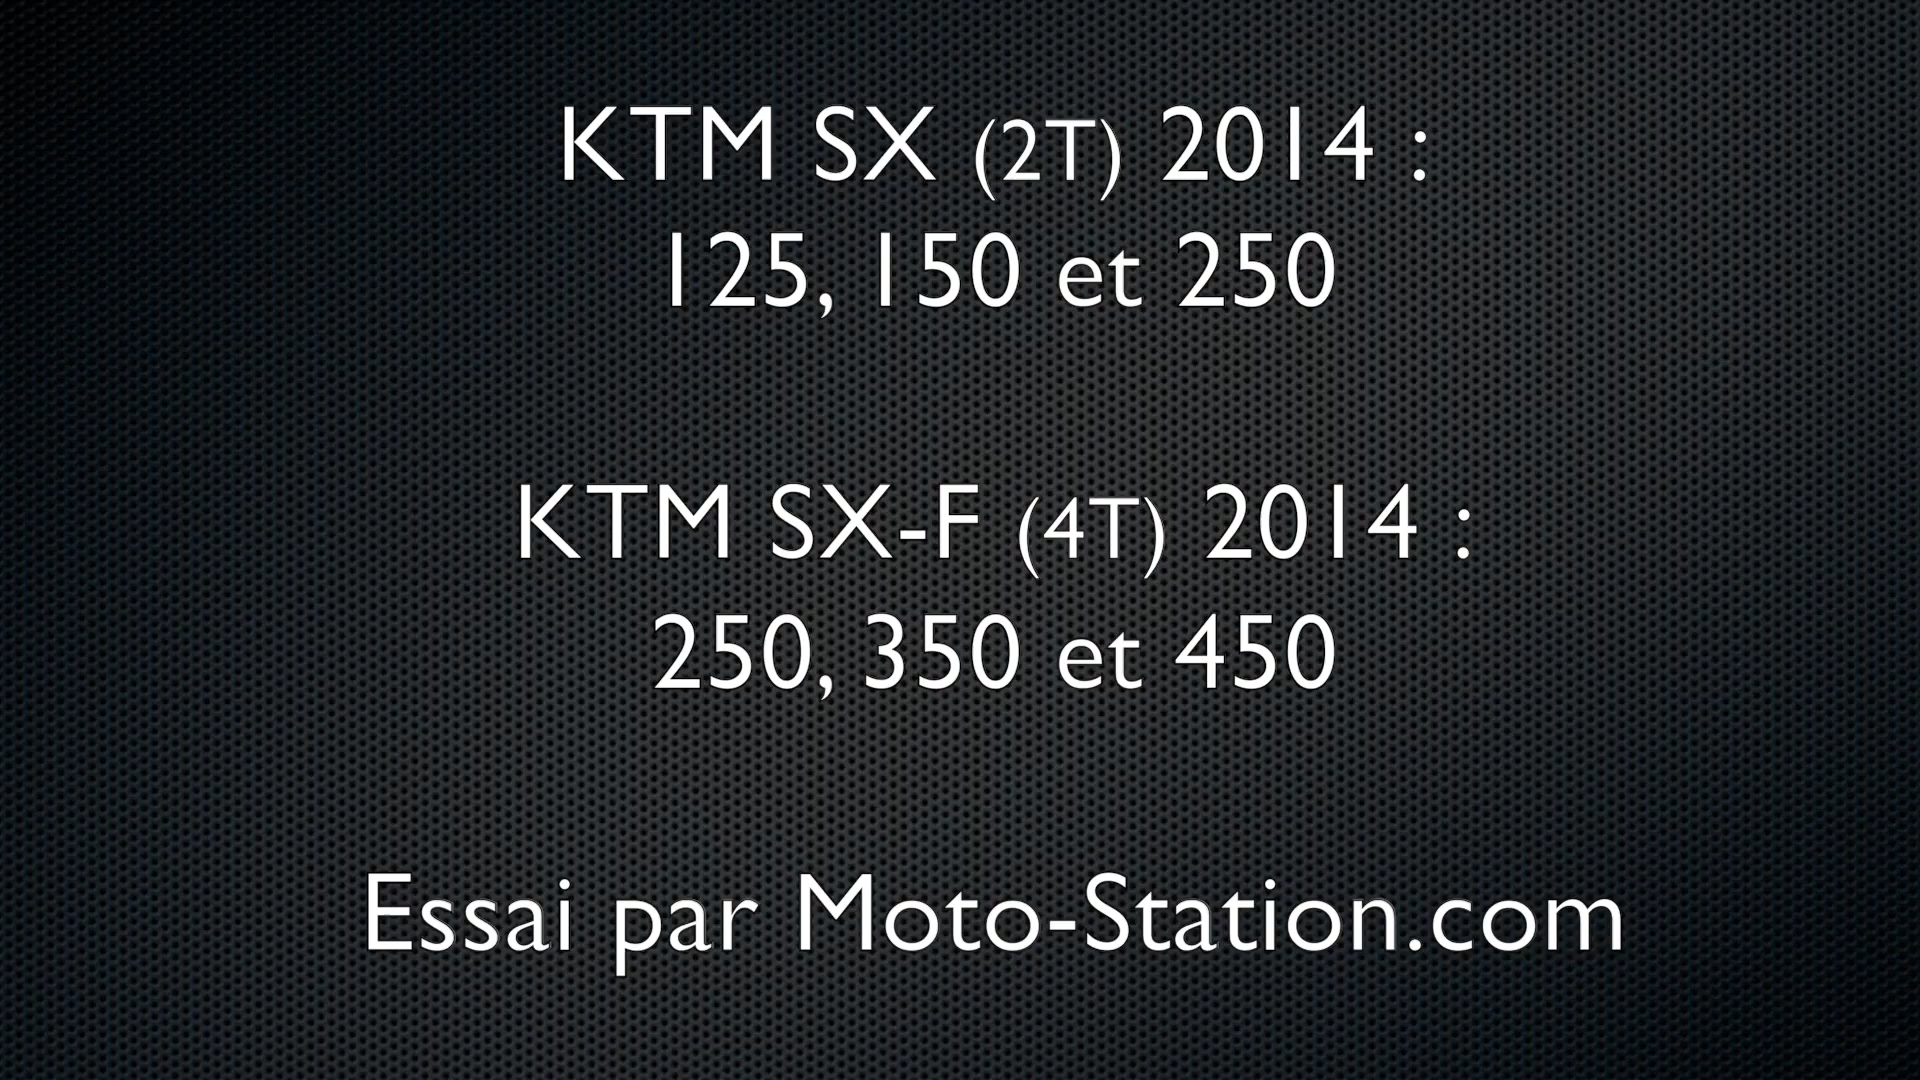 KTM SX (2T) 2014 :
125, 150 et 250
KTM SX-F (4T) 2014 :
250, 350 et 450
Essai par Moto-Station.com